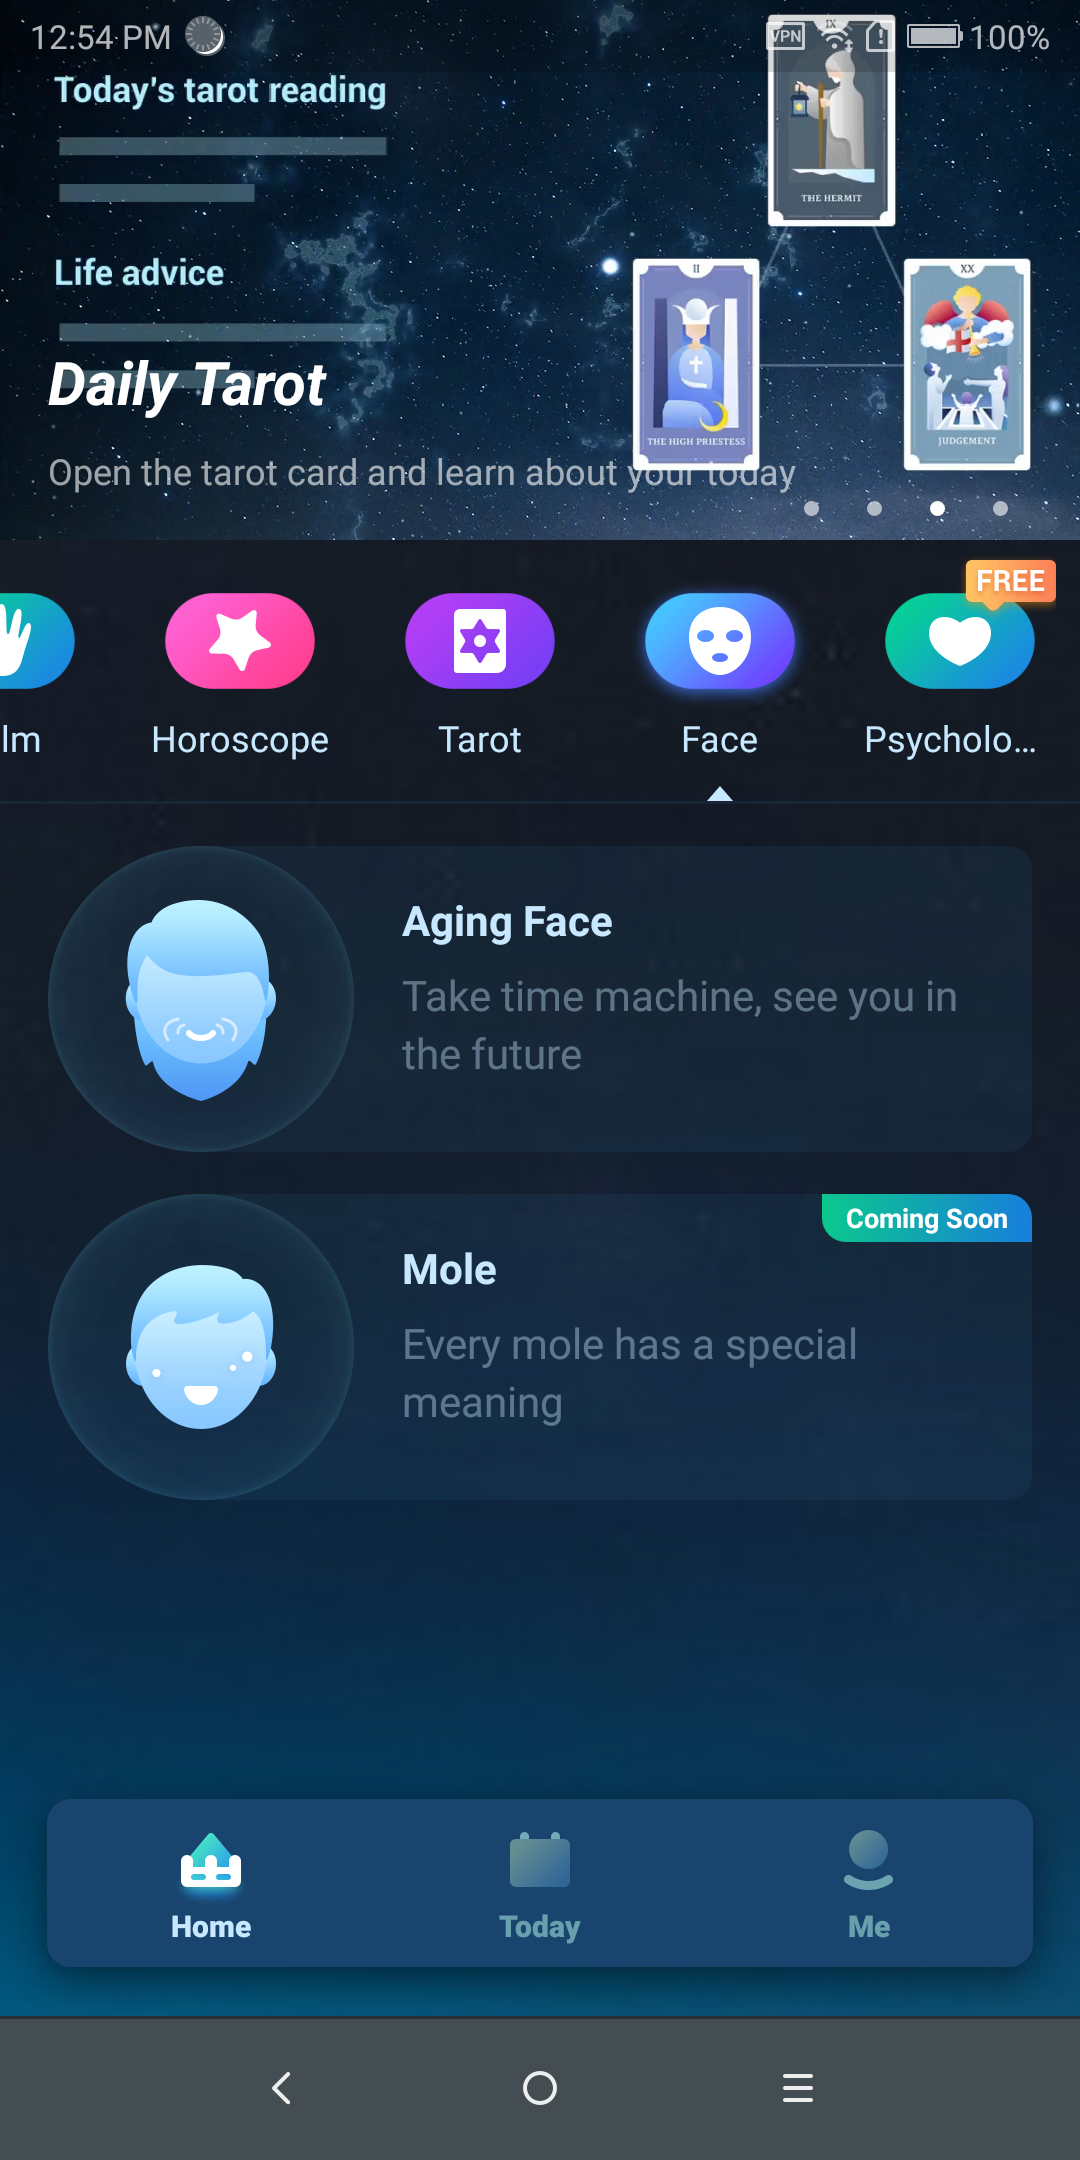 12:54 PM
VPN
100%
Today's tarot reading
IX
THE HERMIT
Life advice
II
THE HIGH PRIESTESS
XX
JUDGEMENT
Daily Tarot
Open the tarot card and learn about your today
FREE
lm
Horoscope
Tarot
Face
Psycholo...
Aging Face
Take time machine, see you in
the future
Coming Soon
Mole
Every mole has a special
meaning
Home
Today
Me